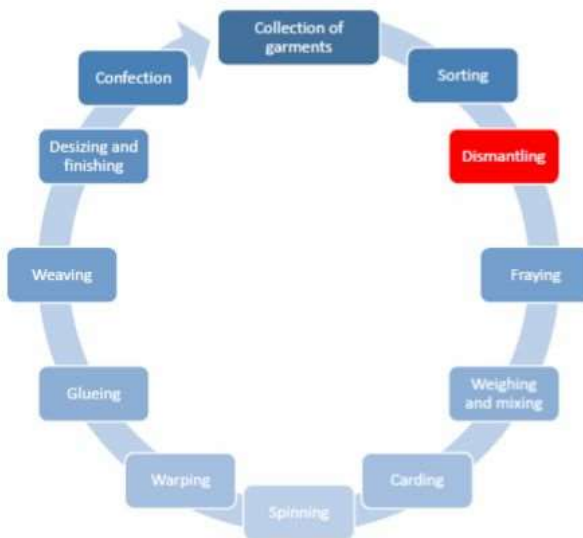 Collection of
garments
Sorting
Dismantling
Fraying
Weighing
and mixing
Carding
Spinning
Warping
Glueing
Weaving
Desizing and
finishing
Confection